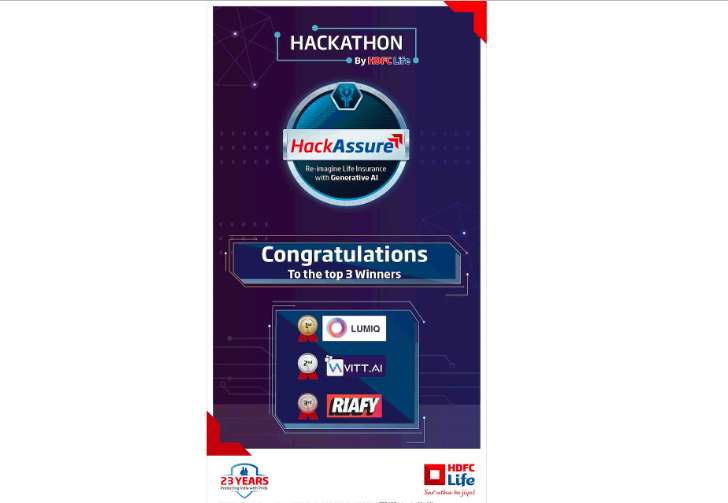 HACKATHON
By HDFC Life
HackAssure
Re-imagine Life Insurance
with Generative AI
Congratulations
To the top 3 Winners
1st
LUMIQ
2nd
VITT.AI
3rd
RIAFY
23 YEARS
Protecting India with Pride
HDFC
Life
Sar utha ke jiyo!